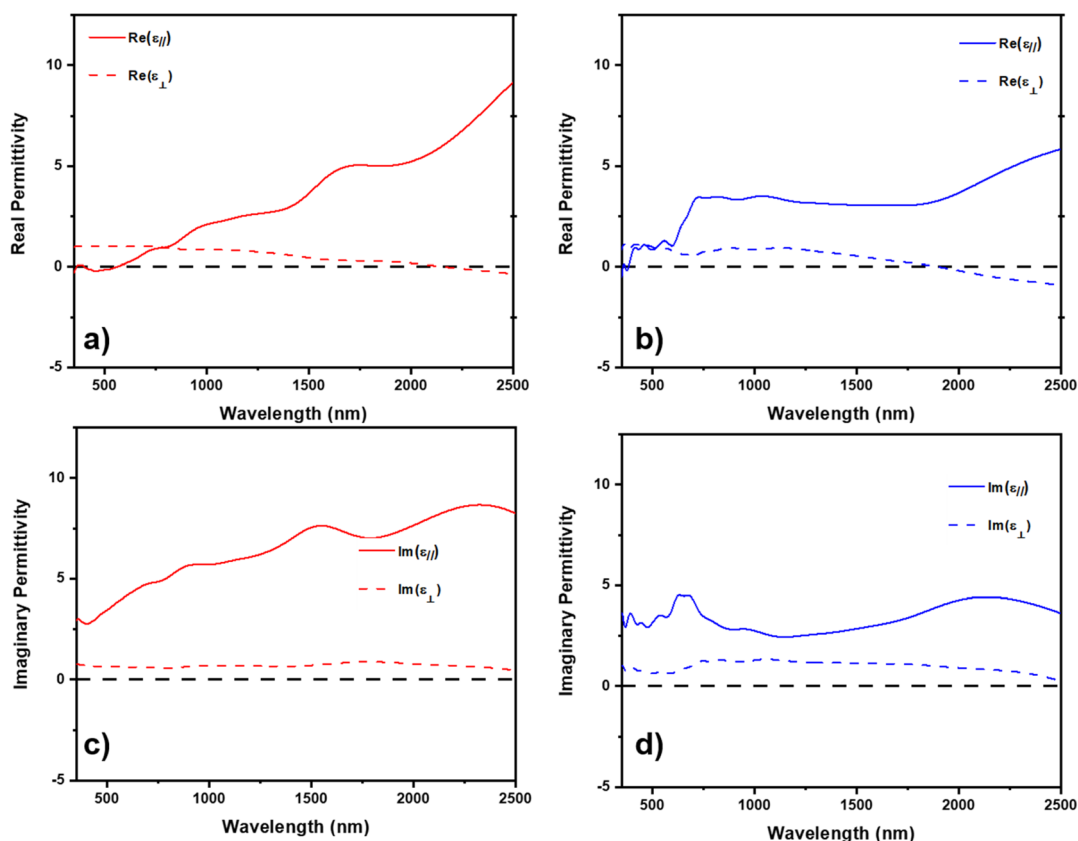 Re(ε//)
Re(ε⊥)
10
5
0
-5
Real Permittivity
a)
500 1000 1500 2000 2500
Wavelength (nm)
Re(ε//)
Re(ε⊥)
10
5
0
-5
Real Permittivity
b)
500 1000 1500 2000 2500
Wavelength (nm)
Im(ε//)
Im(ε⊥)
10
5
0
-5
Imaginary Permittivity
c)
500 1000 1500 2000 2500
Wavelength (nm)
Im(ε//)
Im(ε⊥)
10
5
0
-5
Imaginary Permittivity
d)
500 1000 1500 2000 2500
Wavelength (nm)